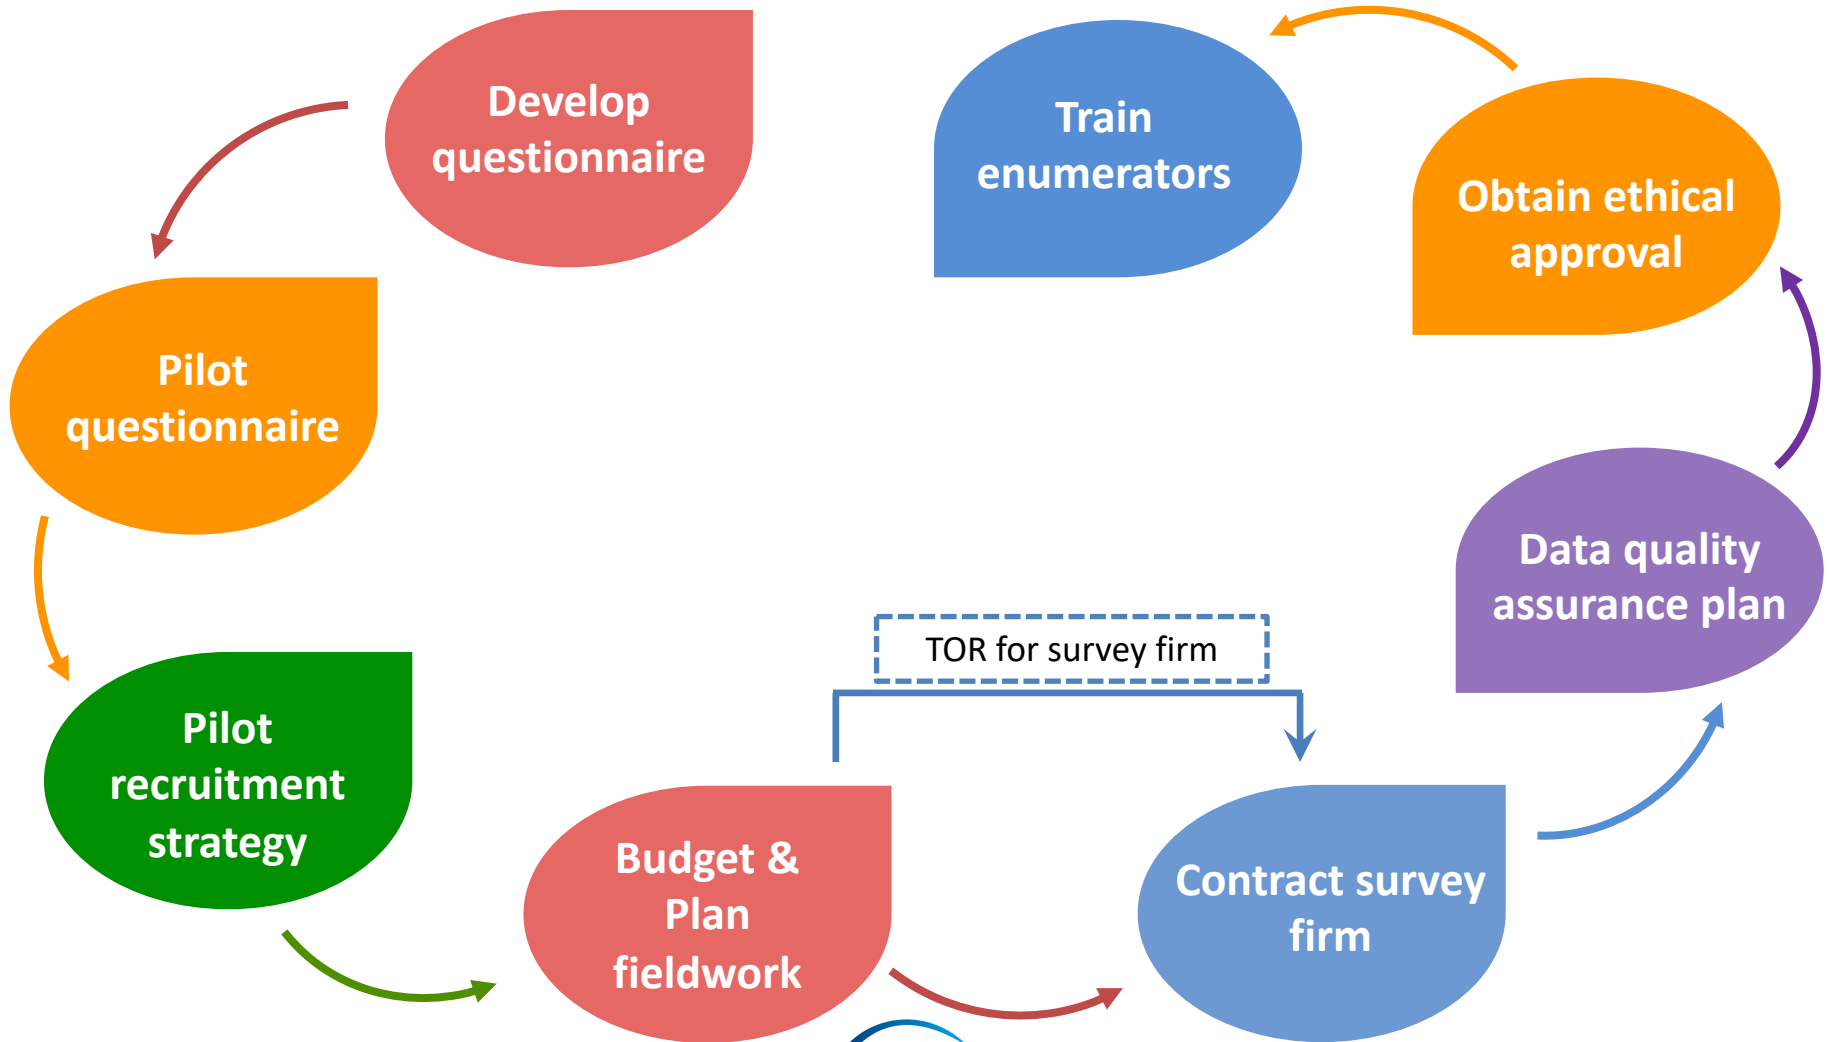 Develop
questionnaire
Pilot
questionnaire
Pilot
recruitment
strategy
Budget &
Plan
fieldwork
TOR for survey firm
Contract survey
firm
Data quality
assurance plan
Obtain ethical
approval
Train
enumerators